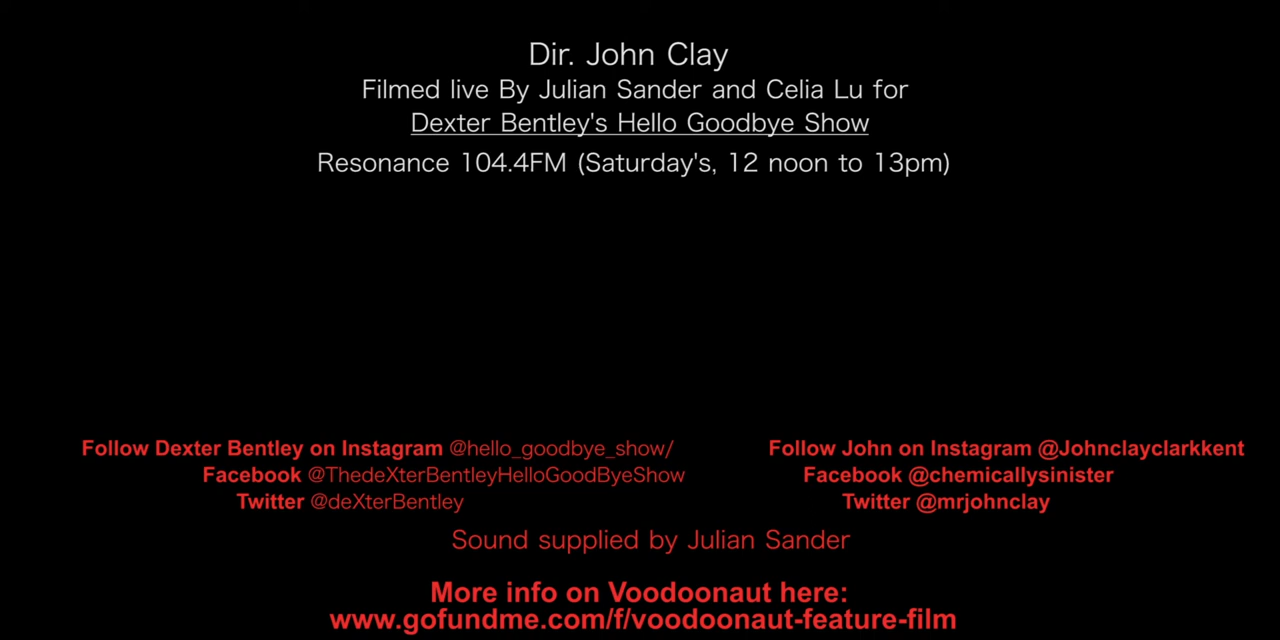 Dir. John Clay
Filmed live By Julian Sander and Celia Lu for
Dexter Bentley's Hello Goodbye Show
Resonance 104.4FM (Saturday's, 12 noon to 13pm)
Follow Dexter Bentley on Instagram @hello_goodbye_show/
Facebook @ThedeXterBentleyHelloGoodByeShow
Twitter @deXterBentley
Follow John on Instagram @Johnclayclarkkent
Facebook @chemicallysinister
Twitter @mrjohnclay
Sound supplied by Julian Sander
More info on Voodoonaut here:
www.gofundme.com/f/voodoonaut-feature-film